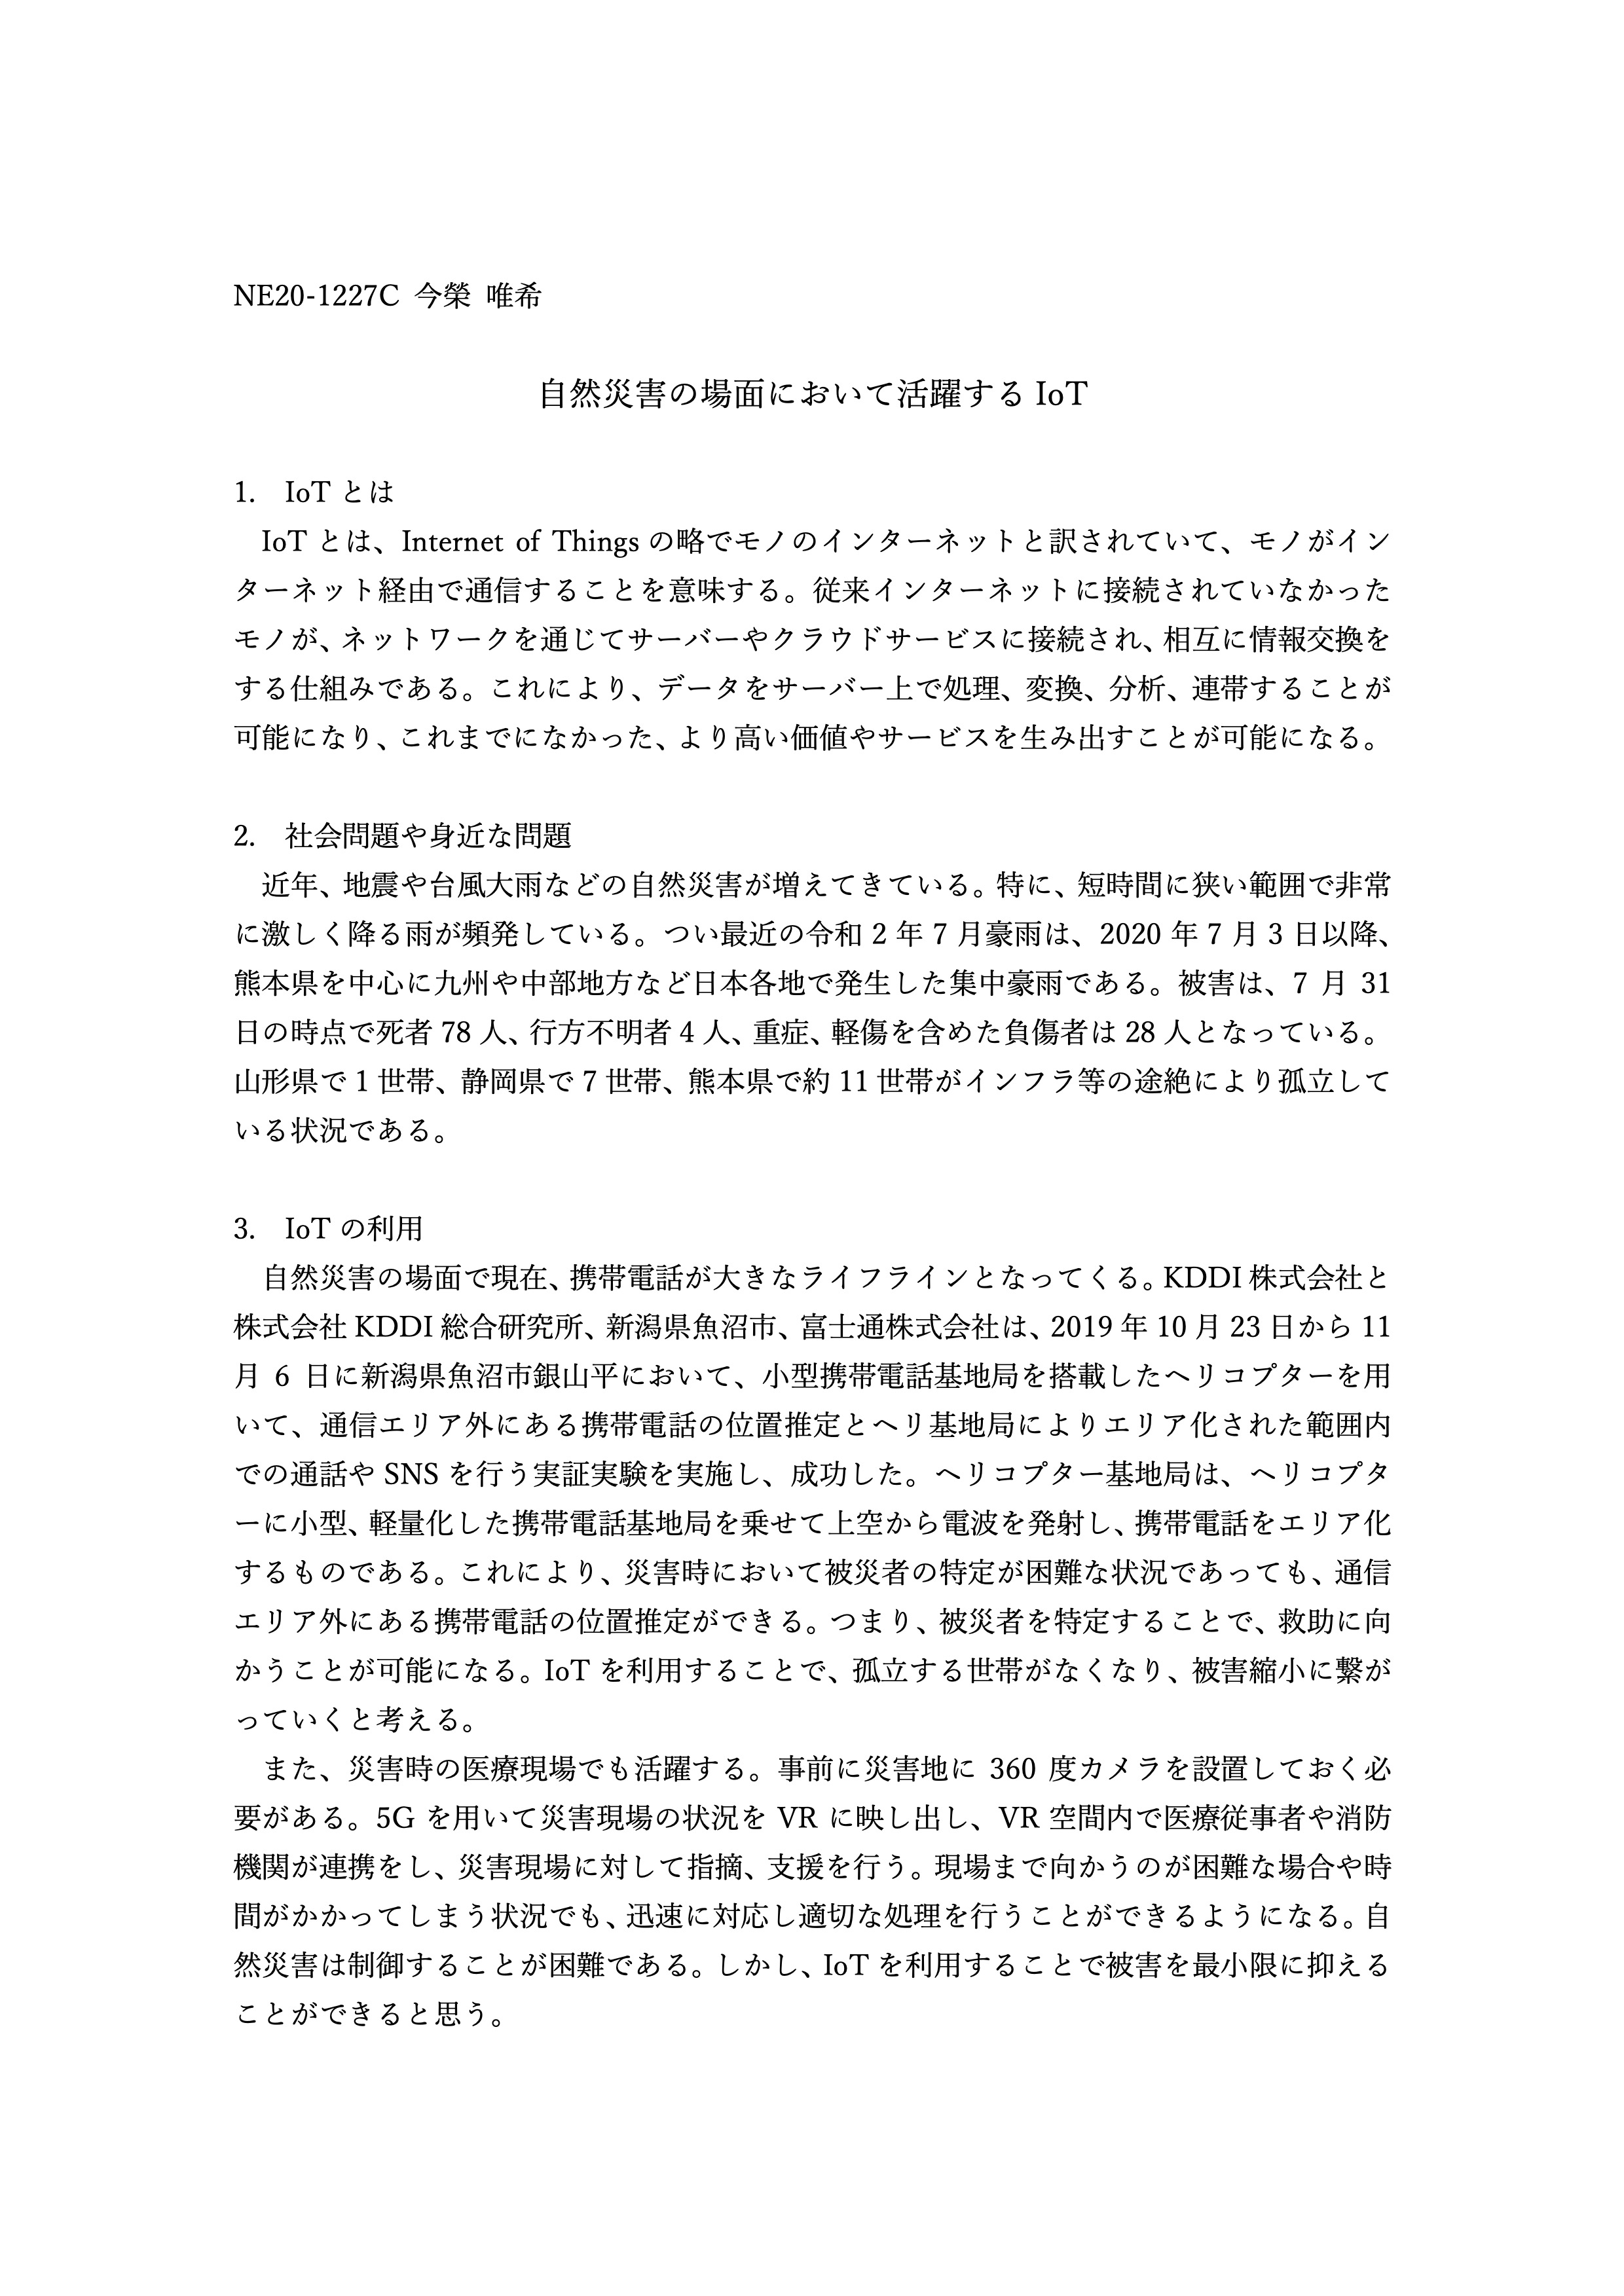 NE20-1227C 今榮 唯希
自然災害の場面において活躍する IoT
1. IoT とは
IoT とは、Internet of Things の略でモノのインターネットと訳されていて、モノがイン
ターネット経由で通信することを意味する。従来インターネットに接続されていなかった
モノが、ネットワークを通じてサーバーやクラウドサービスに接続され、相互に情報交換を
する仕組みである。これにより、データをサーバー上で処理、変換、分析、連帯することが
可能になり、これまでになかった、より高い価値やサービスを生み出すことが可能になる。
2. 社会問題や身近な問題
近年、地震や台風大雨などの自然災害が増えてきている。特に、短時間に狭い範囲で非常
に激しく降る雨が頻発している。つい最近の令和 2 年 7 月豪雨は、2020 年 7 月 3 日以降、
熊本県を中心に九州や中部地方など日本各地で発生した集中豪雨である。被害は、7 月 31
日の時点で死者 78 人、行方不明者 4 人、重症、軽傷を含めた負傷者は 28 人となっている。
山形県で 1 世帯、静岡県で 7 世帯、熊本県で約 11 世帯がインフラ等の途絶により孤立して
いる状況である。
3. IoT の利用
自然災害の場面で現在、携帯電話が大きなライフラインとなってくる。KDDI 株式会社と
株式会社 KDDI 総合研究所、新潟県魚沼市、富士通株式会社は、2019 年 10 月 23 日から 11
月 6 日に新潟県魚沼市銀山平において、小型携帯電話基地局を搭載したヘリコプターを用
いて、通信エリア外にある携帯電話の位置推定とヘリ基地局によりエリア化された範囲内
での通話や SNS を行う実証実験を実施し、成功した。ヘリコプター基地局は、ヘリコプタ
ーに小型、軽量化した携帯電話基地局を乗せて上空から電波を発射し、携帯電話をエリア化
するものである。これにより、災害時において被災者の特定が困難な状況であっても、通信
エリア外にある携帯電話の位置推定ができる。つまり、被災者を特定することで、救助に向
かうことが可能になる。IoT を利用することで、孤立する世帯がなくなり、被害縮小に繋が
っていくと考える。
また、災害時の医療現場でも活躍する。事前に災害地に 360 度カメラを設置しておく必
要がある。5G を用いて災害現場の状況を VR に映し出し、VR 空間内で医療従事者や消防
機関が連携をし、災害現場に対して指摘、支援を行う。現場まで向かうのが困難な場合や時
間がかかってしまう状況でも、迅速に対応し適切な処理を行うことができるようになる。自
然災害は制御することが困難である。しかし、IoT を利用することで被害を最小限に抑える
ことができると思う。